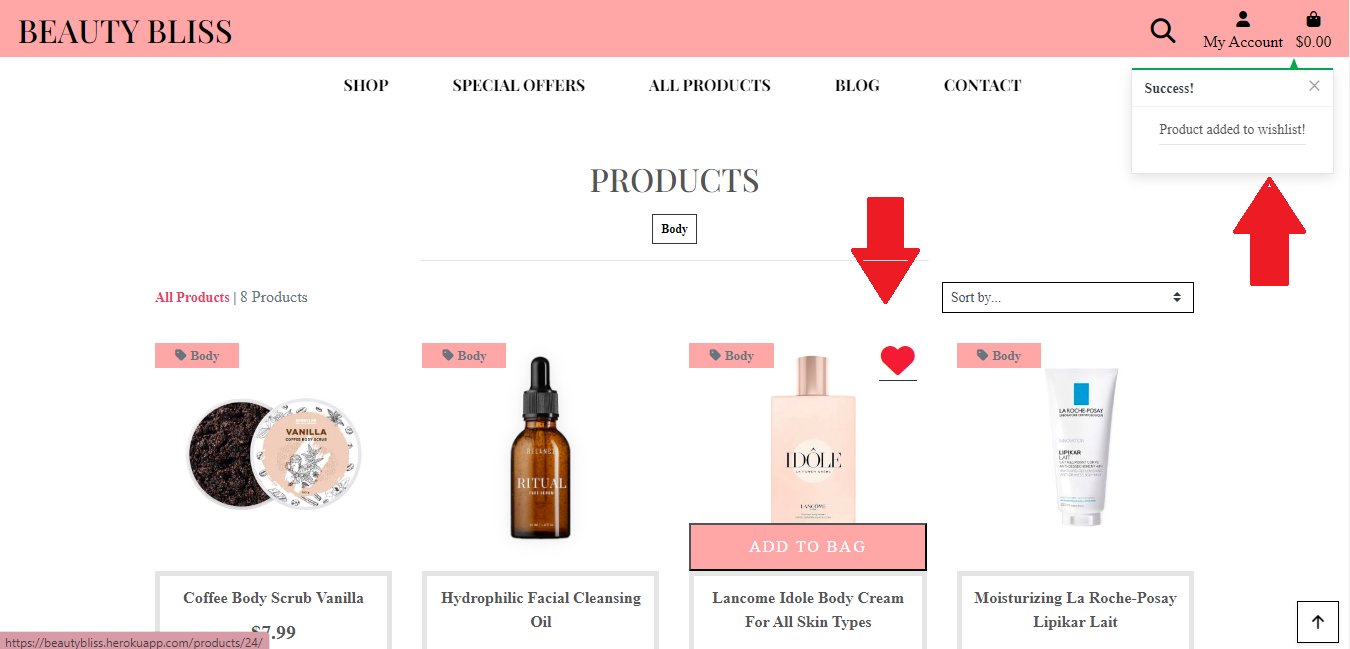 BEAUTY BLISS
My Account $0.00
SHOP SPECIAL OFFERS ALL PRODUCTS BLOG CONTACT
Success!
Product added to wishlist!
PRODUCTS
Body
All Products | 8 Products
Sort by...
Body Body Body Body
VANILLA
COFFEE BODY SCRUB
RITUAL
IDÔLE
LANCÔME
LA ROCHE-POSAY
LIPIKAR
LAIT
ADD TO BAG
Coffee Body Scrub Vanilla
$7.99
Hydrophilic Facial Cleansing
Oil
Lancome Idole Body Cream
For All Skin Types
Moisturizing La Roche-Posay
Lipikar Lait
https://beautybliss.herokuapp.com/products/24/